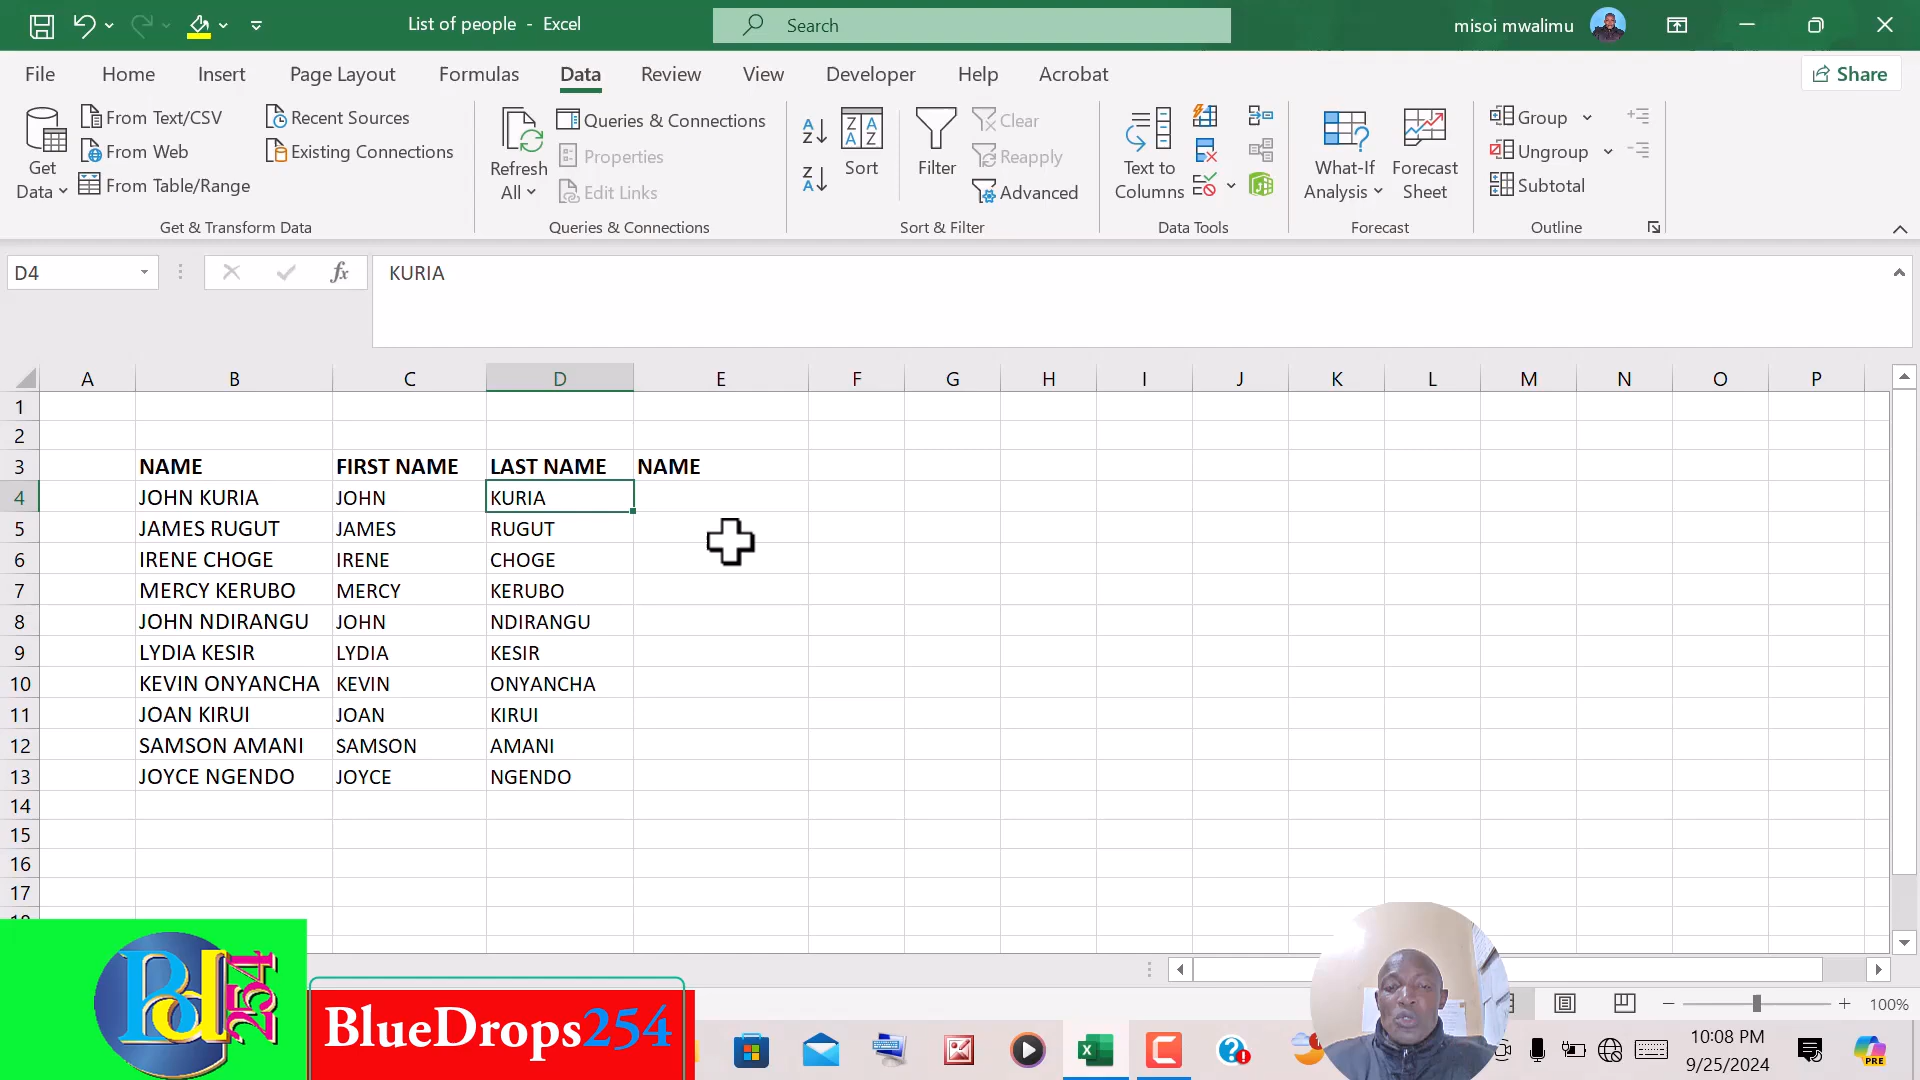 List of people - Excel
Search
misoi mwalimu
File Home Insert Page Layout Formulas Data Review View Developer Help Acrobat
Share
Get Data
From Text/CSV
From Web
From Table/Range
Recent Sources
Existing Connections
Get & Transform Data
Refresh All
Queries & Connections
Properties
Edit Links
Queries & Connections
A Z
Z A
Z A A Z
Sort
Filter
Clear
Reapply
Advanced
Sort & Filter
Text to Columns
Data Tools
What-If Analysis
Forecast Sheet
Forecast
Group
Ungroup
Subtotal
Outline
D4 fx KURIA
A B C D E F G H I J K L M N O P
1
2
3 NAME FIRST NAME LAST NAME NAME
4 JOHN KURIA JOHN KURIA
5 JAMES RUGUT JAMES RUGUT
6 IRENE CHOGE IRENE CHOGE
7 MERCY KERUBO MERCY KERUBO
8 JOHN NDIRANGU JOHN NDIRANGU
9 LYDIA KESIR LYDIA KESIR
10 KEVIN ONYANCHA KEVIN ONYANCHA
11 JOAN KIRUI JOAN KIRUI
12 SAMSON AMANI SAMSON AMANI
13 JOYCE NGENDO JOYCE NGENDO
14
15
16
17
Bd 254
BlueDrops254
100%
10:08 PM
9/25/2024
PRE